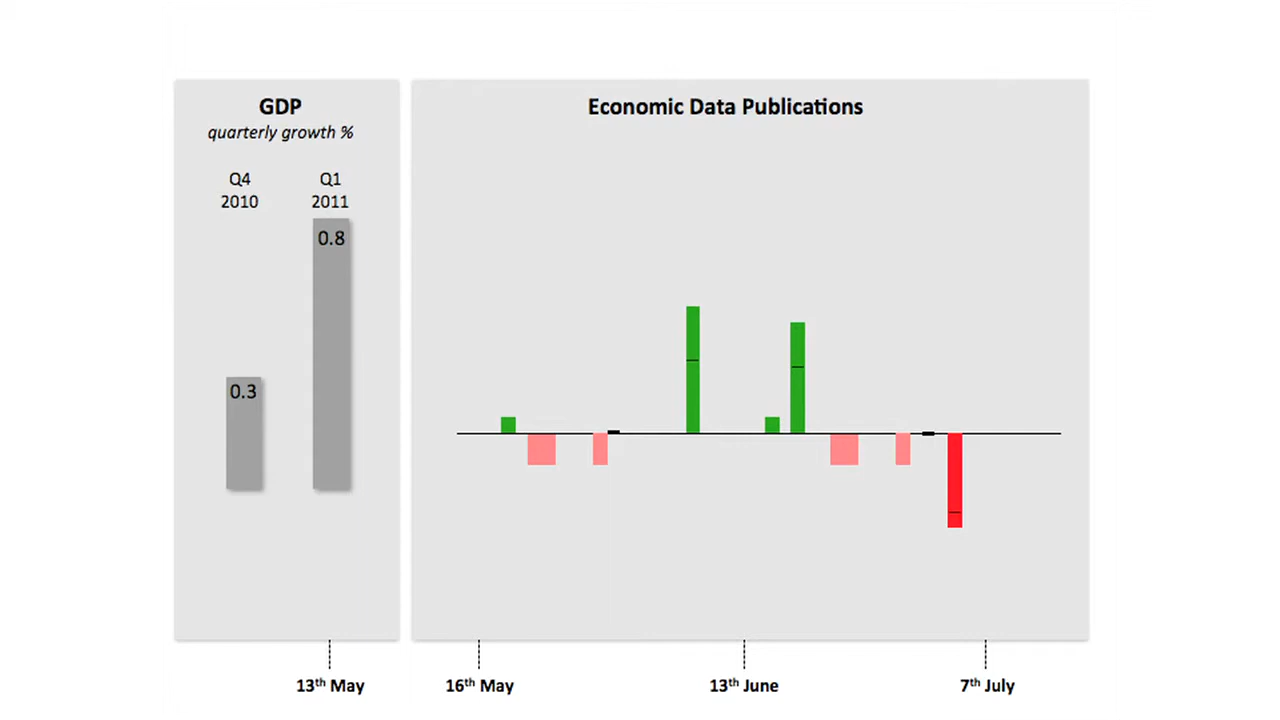 GDP
quarterly growth %
Q4
2010
Q1
2011
0.3
0.8
Economic Data Publications
13th May
16th May
13th June
7th July